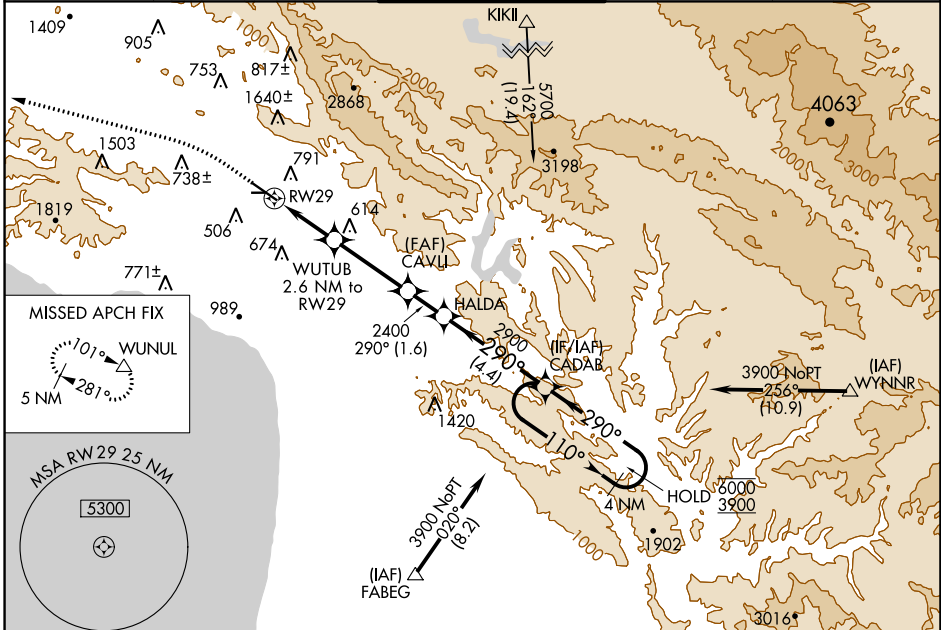 1409
905
753
817±
1640±
1000
2868
2000
KIKII
5700
162°
(19.4)
4063
3000
3198
1503
738±
791
RW29
1819
506
614
674
WUTUB
2.6 NM to
RW29
(FAF)
CAVLI
HALDA
771±
989
2400
290° (1.6)
2900
290°
(4.4)
(IF/IAF)
CADAB
3900 NoPT
256°
(10.9)
(IAF)
WYNNR
MISSED APCH FIX
101°
WUNUL
281°
5 NM
1420
290°
110°
4 NM
HOLD
6000
3900
MSA RW29 25 NM
5300
3900 NoPT
020°
(8.2)
(IAF)
FABEG
1000
1902
3016